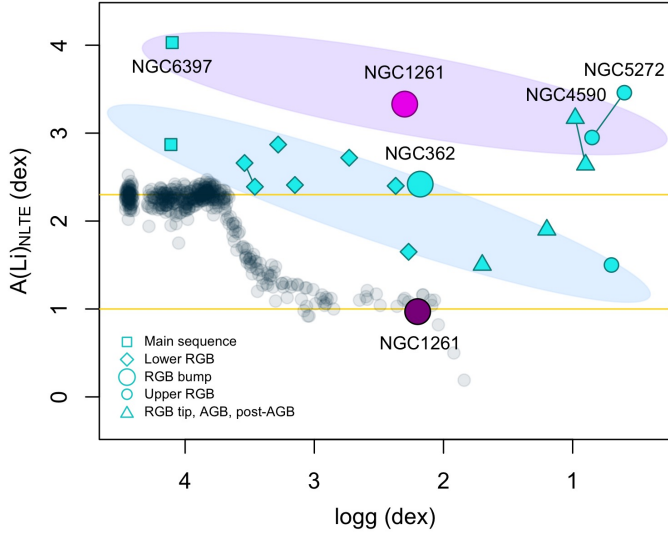 4
3
2
1
0
A(Li)NLTE (dex)
NGC6397
NGC1261
NGC5272
NGC4590
NGC362
NGC1261
Main sequence
Lower RGB
RGB bump
Upper RGB
RGB tip, AGB, post-AGB
4
3
2
1
logg (dex)